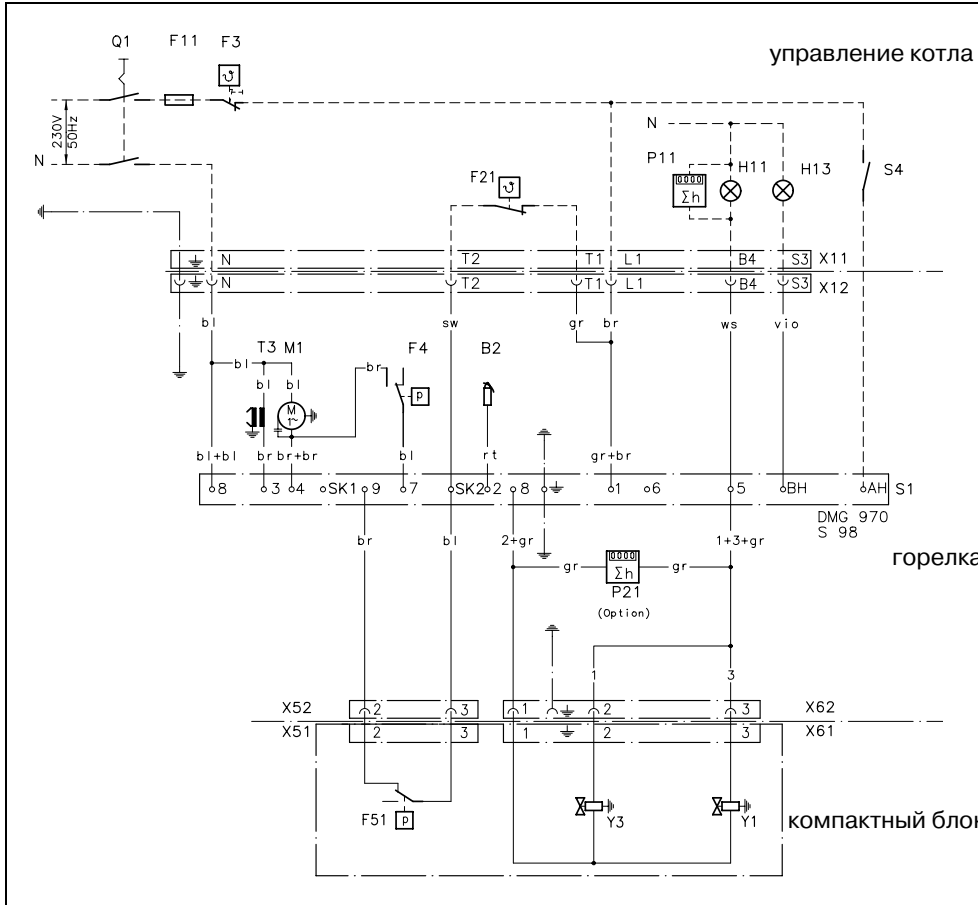 управление котла
Q1 F11 F3
ϑ
230V
50Hz
N
N
P11 H11 H13 S4
0000
Σh
F21
ϑ
N T2 T1 L1 B4 S3 X11
N T2 T1 L1 B4 S3 X12
bl sw gr br ws vio
T3 M1 F4 B2
bl br
bl bl
M
1~
p
bl+bl br br+br bl rt gr+br
8 3 4 SK1 9 7 SK2 2 8 1 6 5 BH AH S1
DMG 970
S 98
br bl 2+gr 1+3+gr
горелка
gr 0000 gr
Σh
P21
(Option)
1 3
X52 2 3 1 2 3 X62
X51 2 3 1 2 3 X61
F51 p Y3 Y1
компактный блок